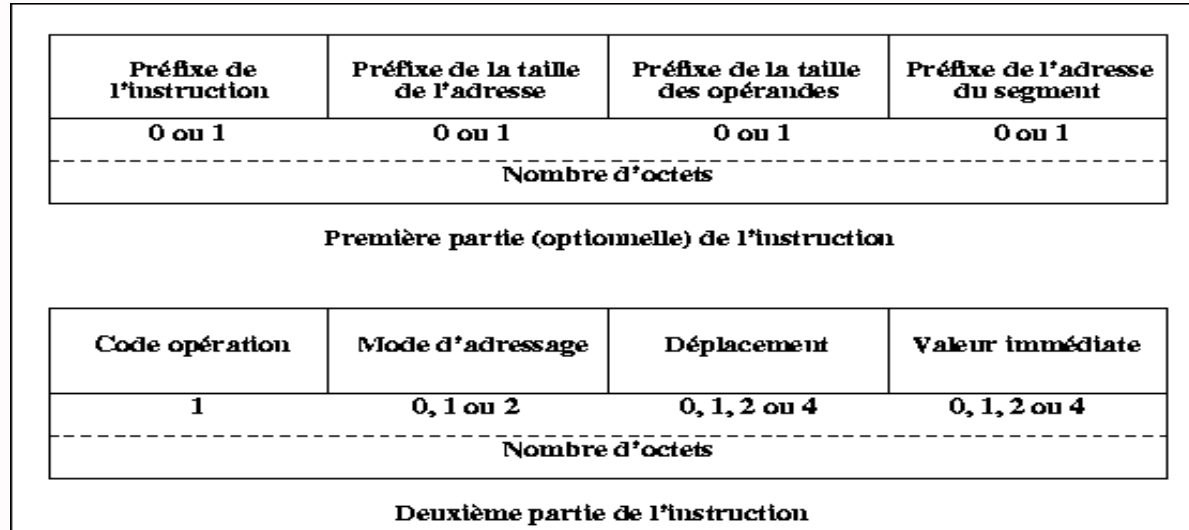 Préfixe de l'instruction
Préfixe de la taille de l'adresse
Préfixe de la taille des opérandes
Préfixe de l'adresse du segment
0 ou 1
0 ou 1
0 ou 1
0 ou 1
Nombre d'octets
Première partie (optionnelle) de l'instruction
Code opération
Mode d'adressage
Déplacement
Valeur immédiate
1
0, 1 ou 2
0, 1, 2 ou 4
0, 1, 2 ou 4
Nombre d'octets
Deuxième partie de l'instruction